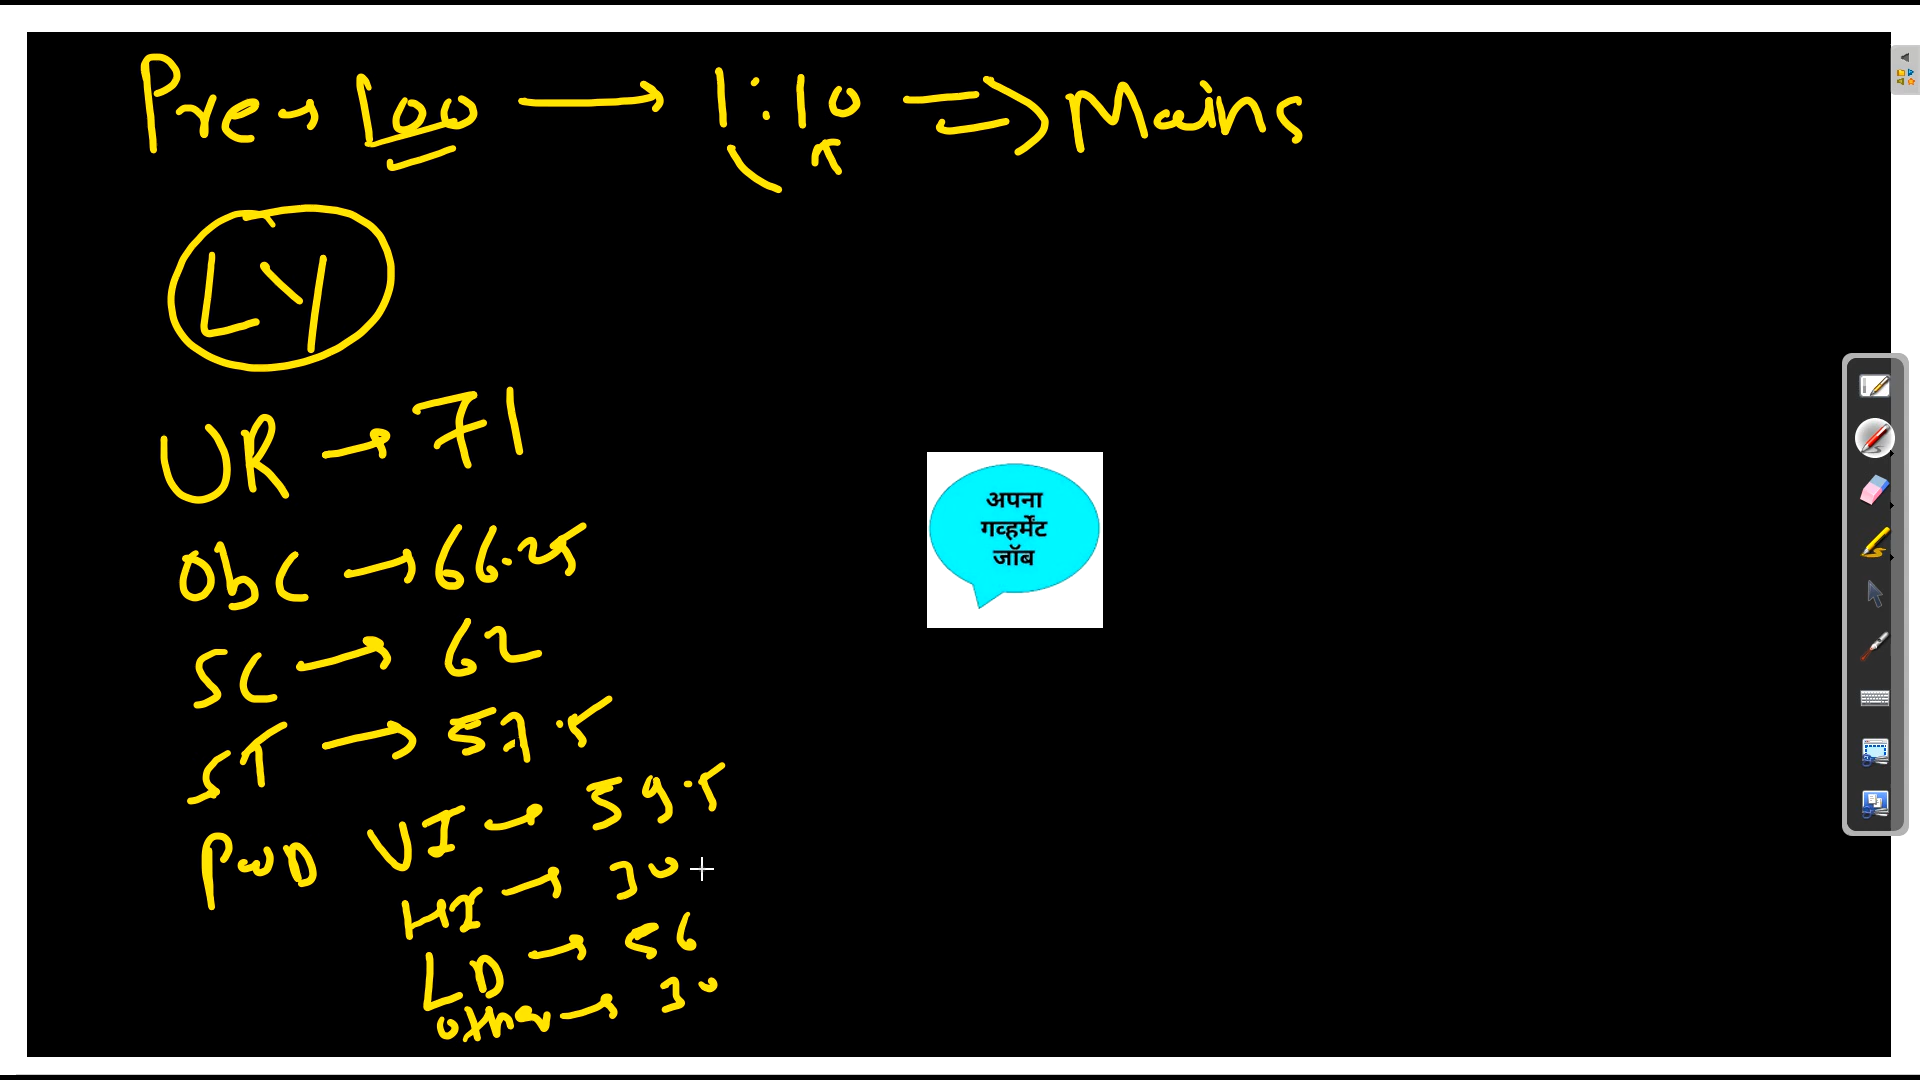 Pre → 100 → 1:10 ⇒ Mains
LY
UR → 71
ObC → 66.25
SC → 62
ST → 57.5
PwD VI → 59.5
HI → 30
LD → 56
other → 30
अपना
गव्हर्मेंट
जॉब